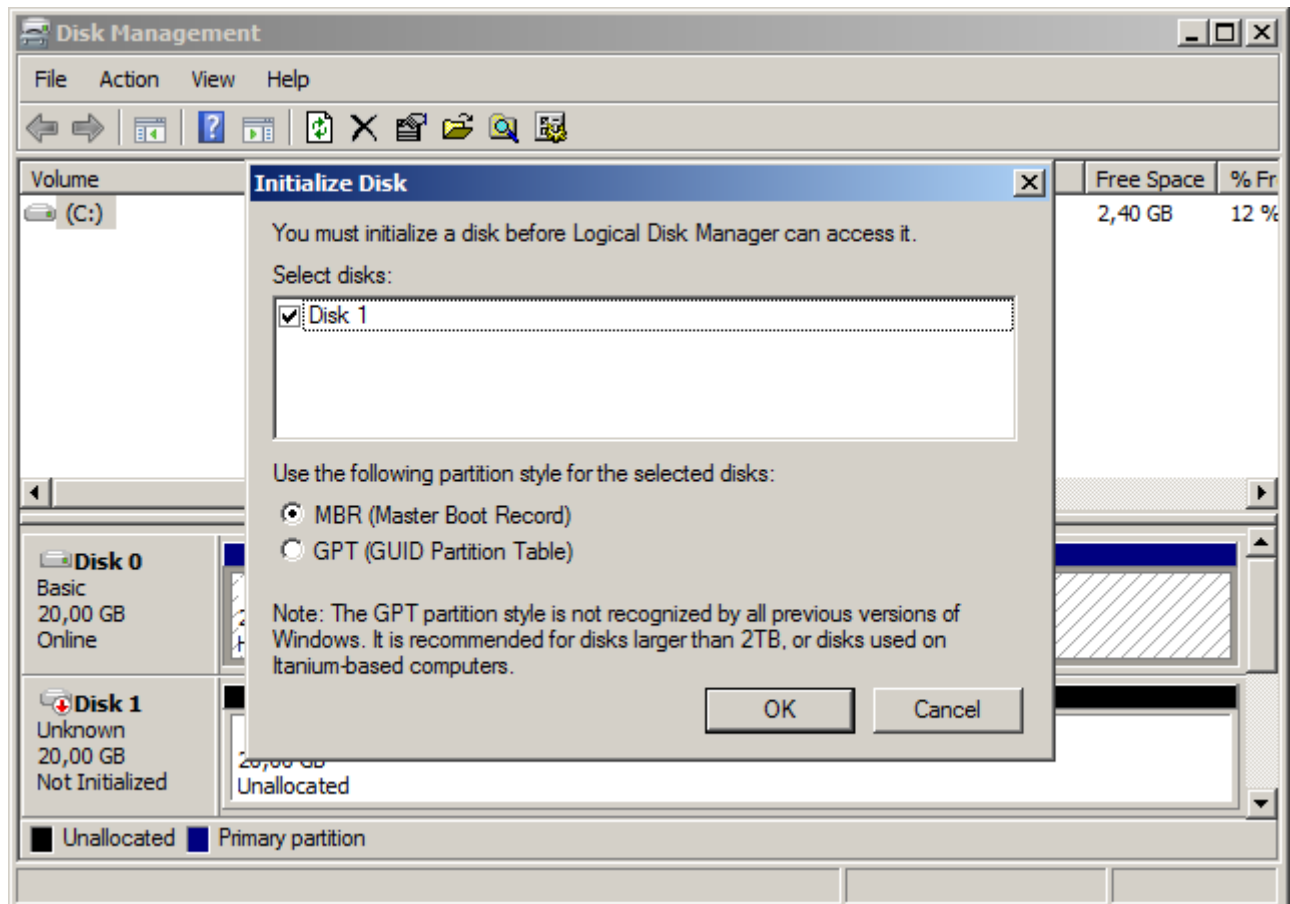 Disk Management
File Action View Help
Volume Free Space % Fr
(C:) 2,40 GB 12 %
Initialize Disk
You must initialize a disk before Logical Disk Manager can access it.
Select disks:
Disk 1
Use the following partition style for the selected disks:
MBR (Master Boot Record)
GPT (GUID Partition Table)
Note: The GPT partition style is not recognized by all previous versions of
Windows. It is recommended for disks larger than 2TB, or disks used on
Itanium-based computers.
OK Cancel
Disk 0
Basic
20,00 GB
Online
Disk 1
Unknown
20,00 GB
Not Initialized
20,00 GB
Unallocated
Unallocated Primary partition